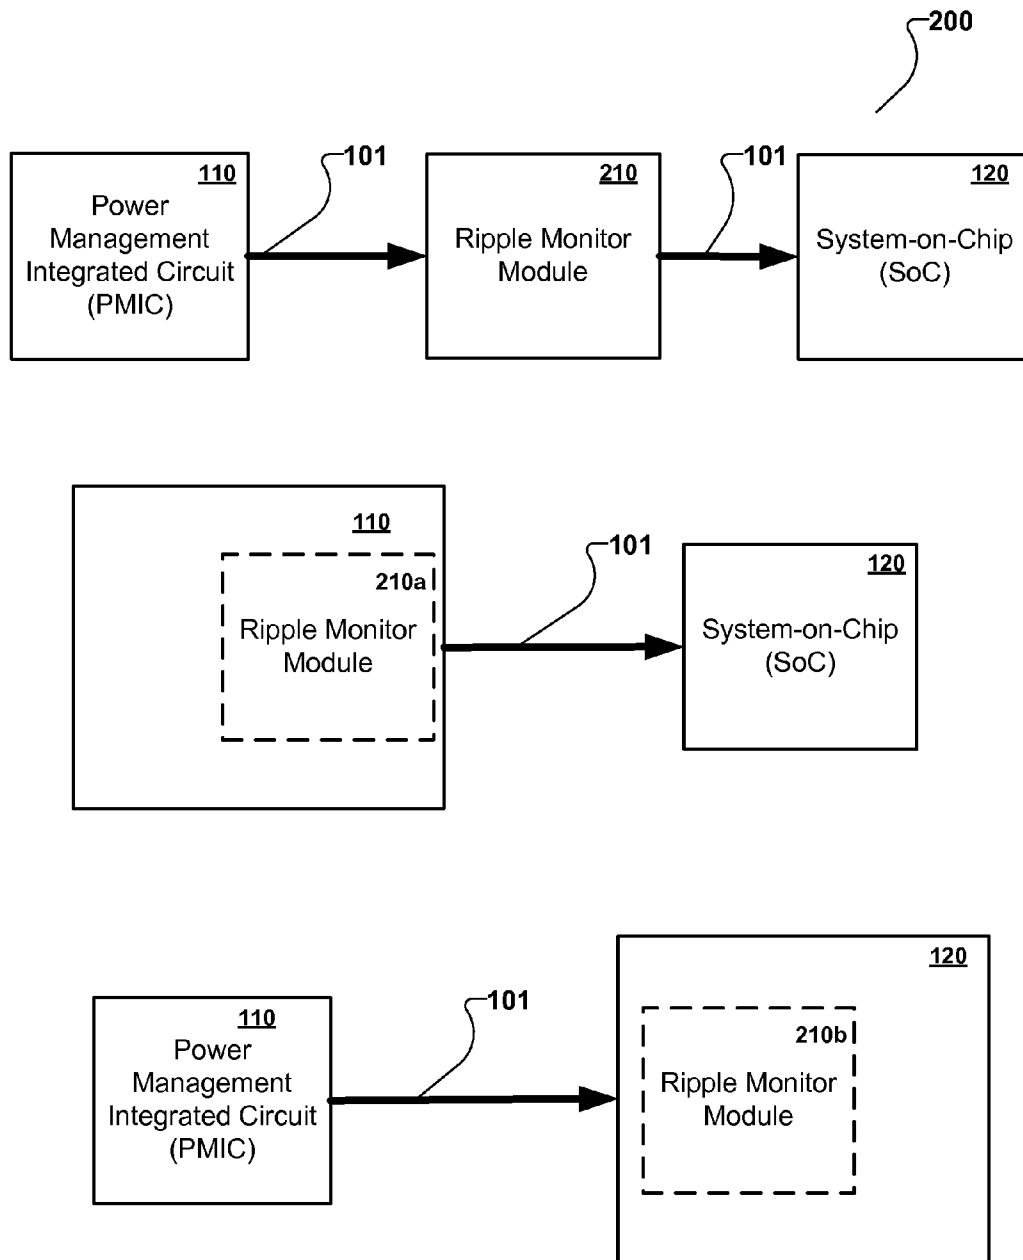 200
101
101
110
Power
Management
Integrated Circuit
(PMIC)
210
Ripple Monitor
Module
120
System-on-Chip
(SoC)
110
210a
Ripple Monitor
Module
101
120
System-on-Chip
(SoC)
110
Power
Management
Integrated Circuit
(PMIC)
101
120
210b
Ripple Monitor
Module